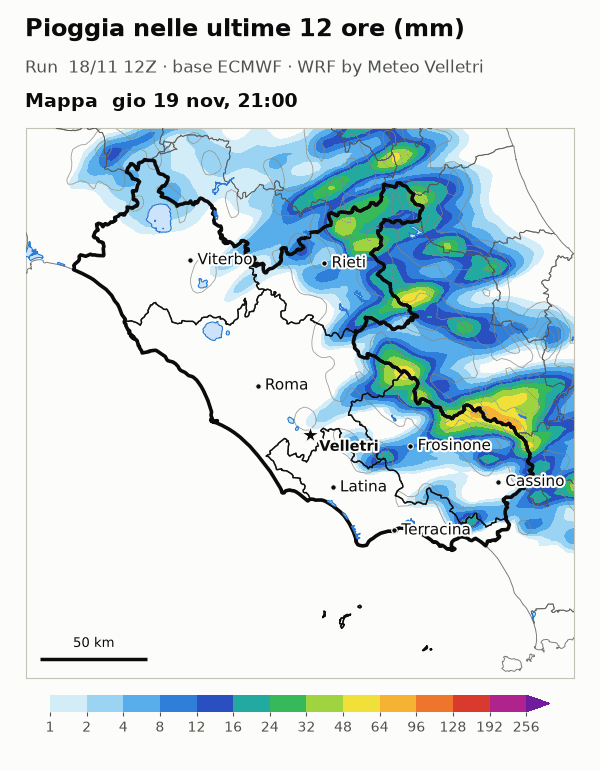 Pioggia nelle ultime 12 ore (mm)
Run 18/11 12Z · base ECMWF · WRF by Meteo Velletri
Mappa gio 19 nov, 21:00
Viterbo
Rieti
Roma
Velletri
Frosinone
Latina
Cassino
Terracina
50 km
1 2 4 8 12 16 24 32 48 64 96 128 192 256